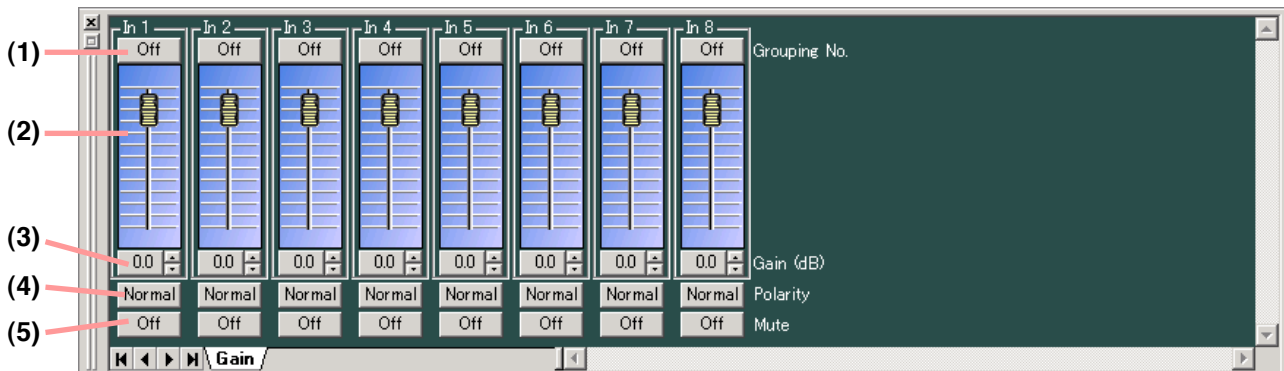 In 1 In 2 In 3 In 4 In 5 In 6 In 7 In 8
(1) Off Off Off Off Off Off Off Off Grouping No.
(2)
(3) 0.0 0.0 0.0 0.0 0.0 0.0 0.0 0.0 Gain (dB)
(4) Normal Normal Normal Normal Normal Normal Normal Normal Polarity
(5) Off Off Off Off Off Off Off Off Mute
Gain